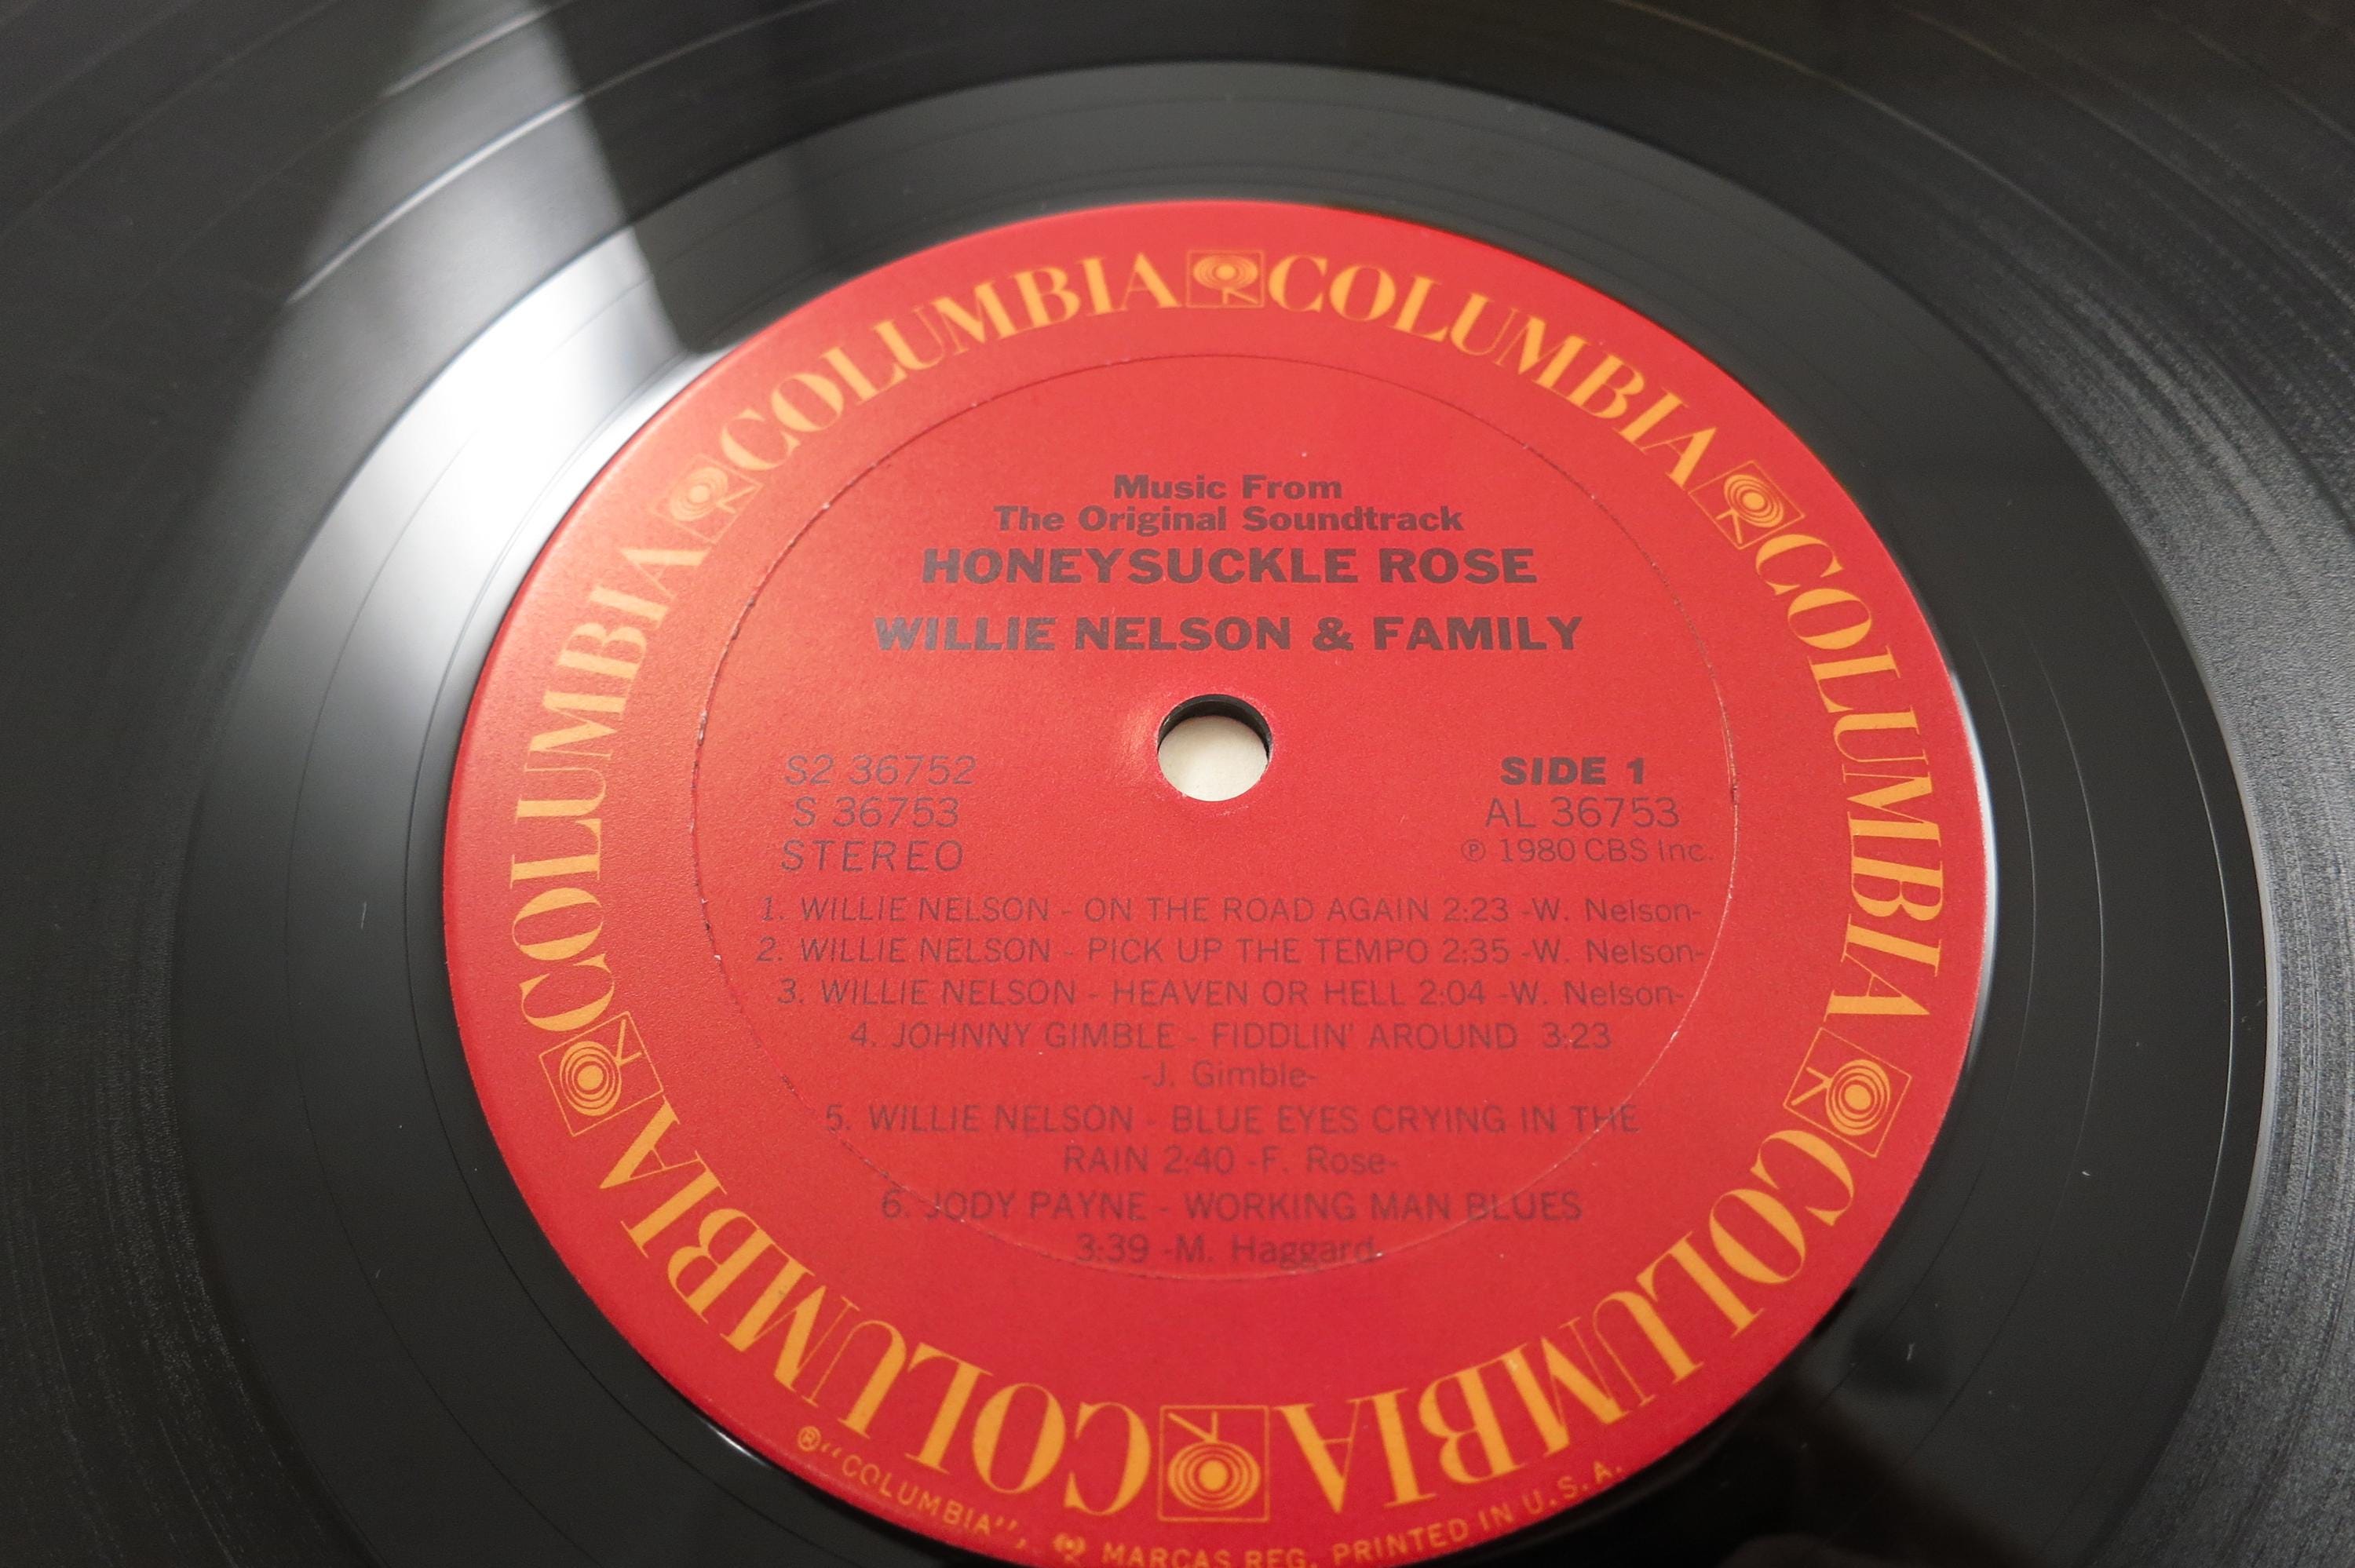 COLUMBIA COLUMBIA COLUMBIA COLUMBIA COLUMBIA COLUMBIA
Music From
The Original Soundtrack
HONEYSUCKLE ROSE
WILLIE NELSON & FAMILY
S2 36752
S 36753
STEREO
SIDE 1
AL 36753
℗ 1980 CBS Inc.
1. WILLIE NELSON - ON THE ROAD AGAIN 2:23 -W. Nelson-
2. WILLIE NELSON - PICK UP THE TEMPO 2:35 -W. Nelson-
3. WILLIE NELSON - HEAVEN OR HELL 2:04 -W. Nelson-
4. JOHNNY GIMBLE - FIDDLIN' AROUND 3:23
-J. Gimble-
5. WILLIE NELSON - BLUE EYES CRYING IN THE
RAIN 2:40 -F. Rose-
6. JODY PAYNE - WORKING MAN BLUES
3:39 -M. Haggard-
® "COLUMBIA", MARCAS REG. PRINTED IN U.S.A.